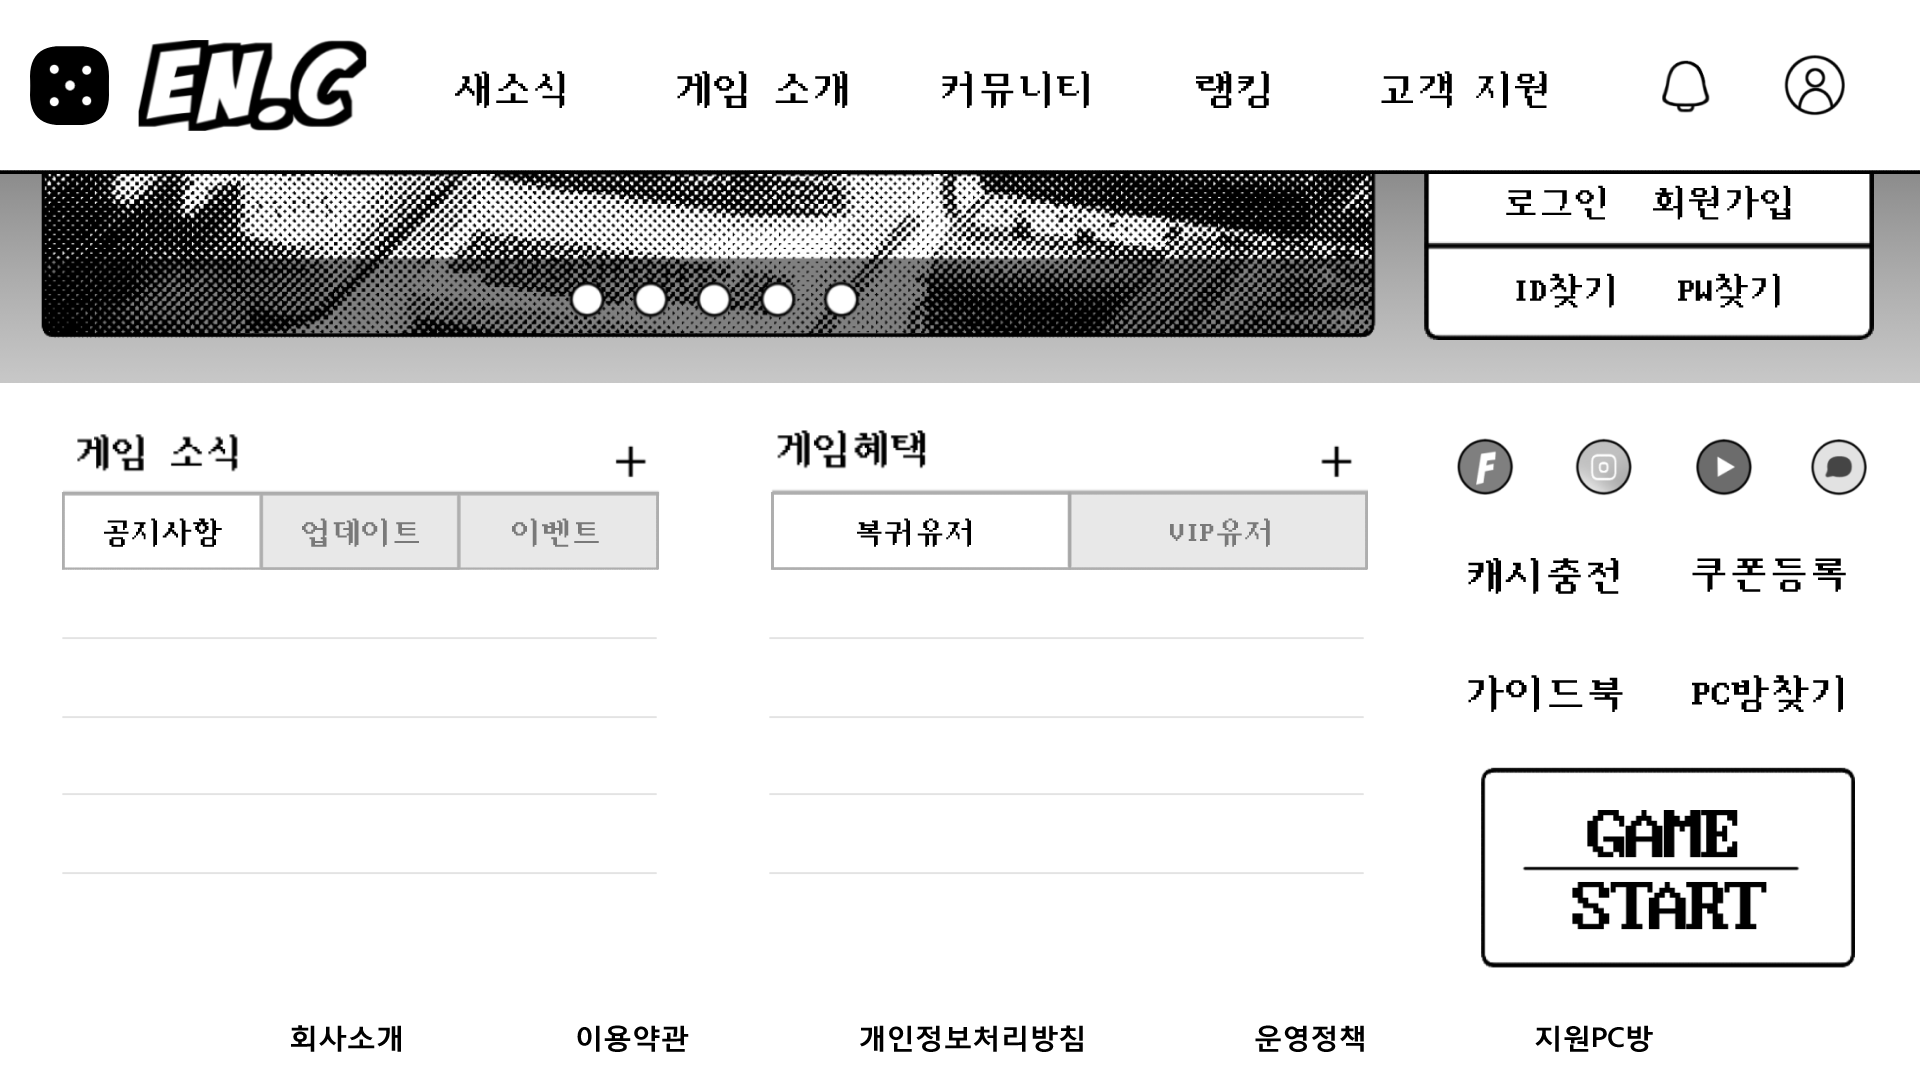 EN.C 새소식 게임 소개 커뮤니티 랭킹 고객 지원
로그인 회원가입
ID찾기 PW찾기
게임 소식 +
공지사항 업데이트 이벤트
게임혜택 +
복귀유저 VIP유저
F
캐시충전 쿠폰등록
가이드북 PC방찾기
GAME
START
회사소개 이용약관 개인정보처리방침 운영정책 지원PC방